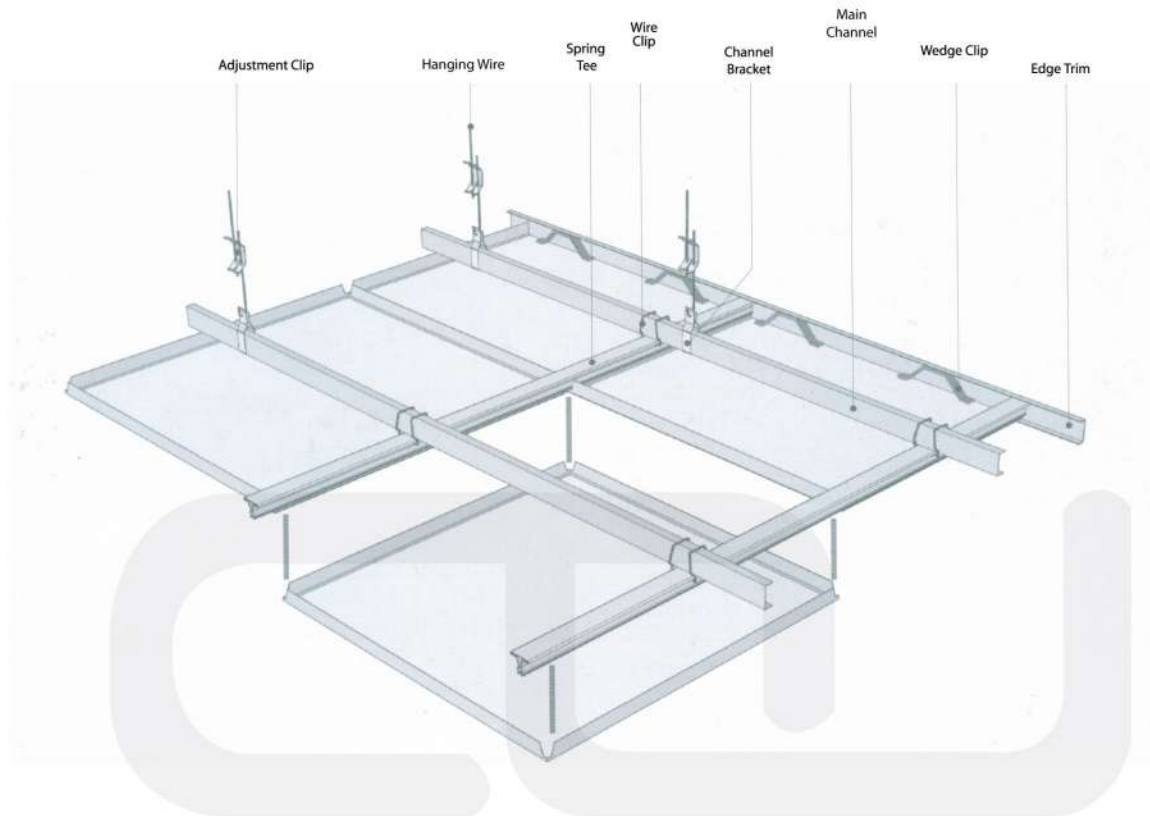 Adjustment Clip
Hanging Wire
Spring
Tee
Wire
Clip
Channel
Bracket
Main
Channel
Wedge Clip
Edge Trim